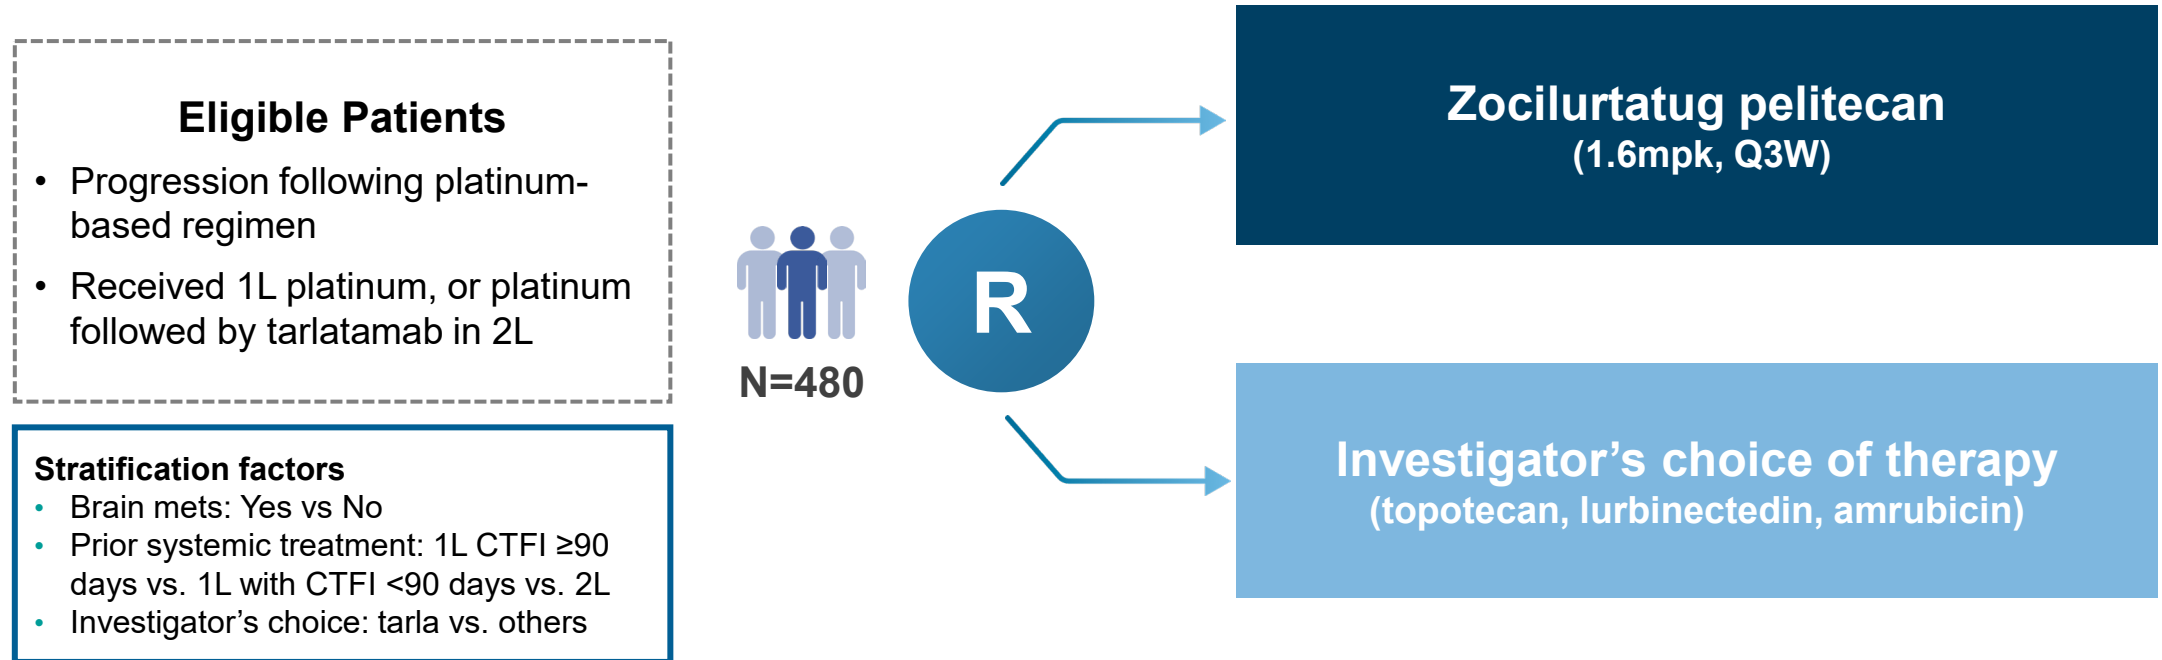 Eligible Patients
• Progression following platinum-
based regimen
• Received 1L platinum, or platinum
followed by tarlatamab in 2L
Stratification factors
• Brain mets: Yes vs No
• Prior systemic treatment: 1L CTFI ≥90
days vs. 1L with CTFI <90 days vs. 2L
• Investigator’s choice: tarla vs. others
N=480
R
Zocilurtatug pelitecan
(1.6mpk, Q3W)
Investigator’s choice of therapy
(topotecan, lurbinectedin, amrubicin)